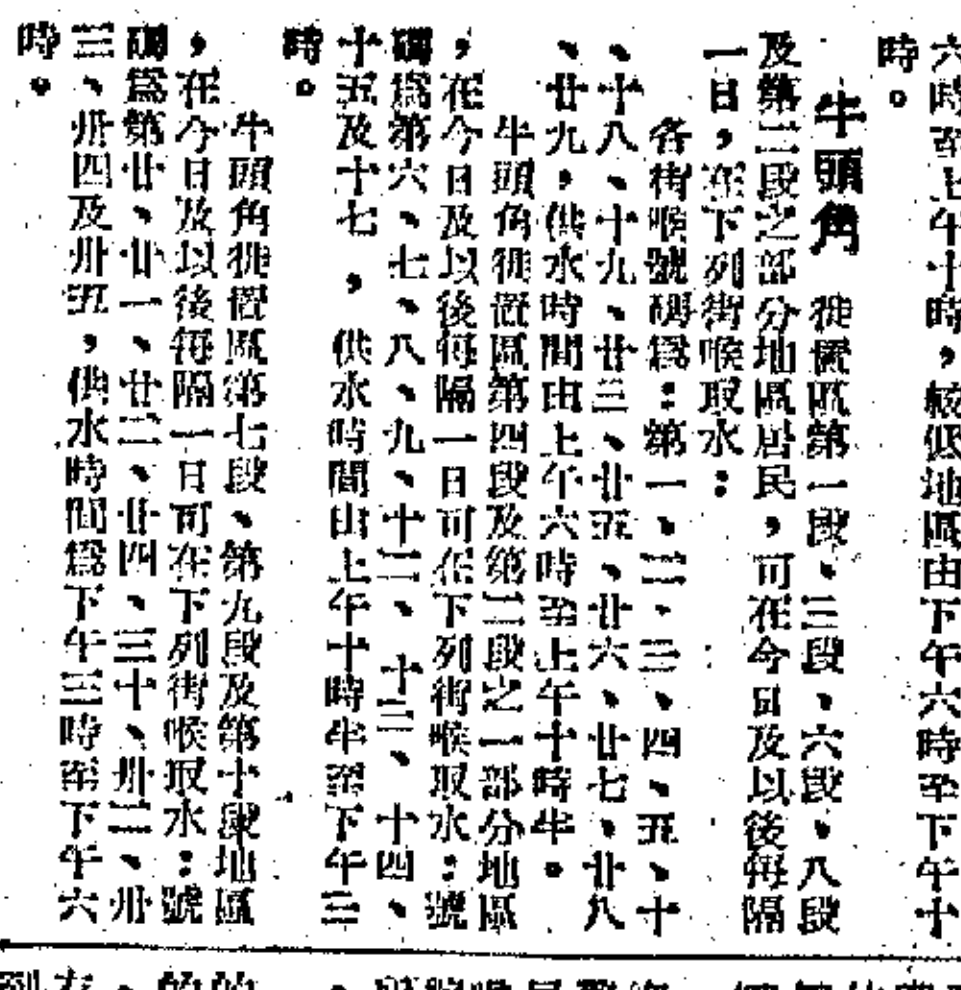 六時至上午十時，較低地區由下午六時至下午十
時。
牛頭角 徙置區第一段、三段、六段、八段
及第二段之部分地區居民，可在今日及以後每隔
一日，在下列街喉取水：
各街喉號碼爲：第一、二、三、四、五、十
、十八、十九、廿三、廿五、廿六、廿七、廿八
、廿九，供水時間由上午六時至上午十時半。
牛頭角徙置區第四段及第二段之一部分地區
，在今日及以後每隔一日可在下列街喉取水：號
碼爲第六、七、八、九、十二、十三、十四、
十五及十七，供水時間由上午十時半至下午三
時。
牛頭角徙置區第七段、第九段及第十段地區
，在今日及以後每隔一日可在下列街喉取水：號
碼爲第廿、廿一、廿二、廿四、三十、卅二、卅
三、卅四及卅五，供水時間爲下午三時至下午六
時。